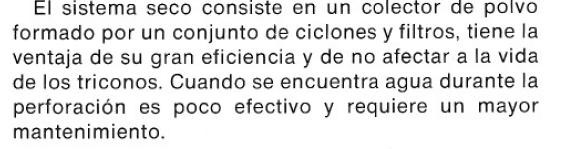 El sistema seco consiste en un colector de polvo
formado por un conjunto de ciclones y filtros, tiene la
ventaja de su gran eficiencia y de no afectar a la vida
de los triconos. Cuando se encuentra agua durante la
perforación es poco efectivo y requiere un mayor
mantenimiento.